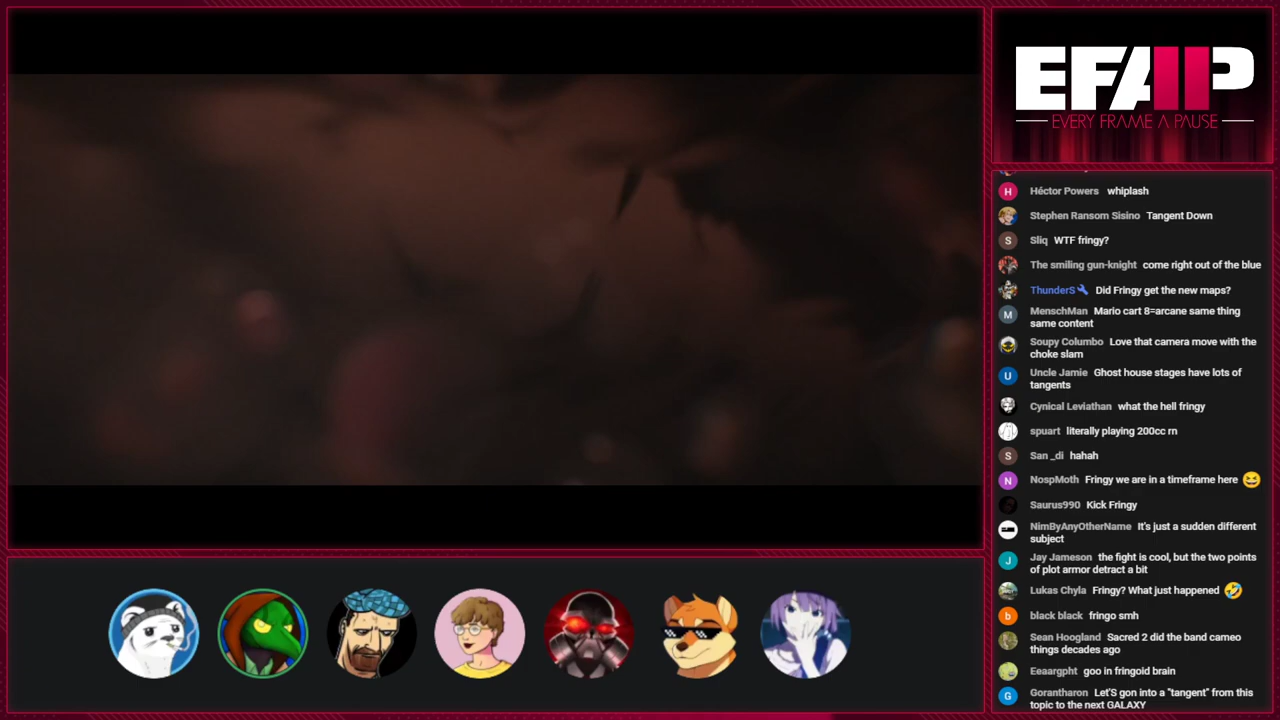 EFAP
EVERY FRAME A PAUSE
H Héctor Powers whiplash
Stephen Ransom Sisino Tangent Down
S Sliq WTF fringy?
The smiling gun-knight come right out of the blue
ThunderS🔧 Did Fringy get the new maps?
M MenschMan Mario cart 8=arcane same thing
same content
Soupy Columbo Love that camera move with the
choke slam
U Uncle Jamie Ghost house stages have lots of
tangents
Cynical Leviathan what the hell fringy
spuart literally playing 200cc rn
S San _di hahah
N NospMoth Fringy we are in a timeframe here 😆
Saurus990 Kick Fringy
NimByAnyOtherName It's just a sudden different
subject
J Jay Jameson the fight is cool, but the two points
of plot armor detract a bit
Lukas Chyla Fringy? What just happened 🤣
b black black fringo smh
Sean Hoogland Sacred 2 did the band cameo
things decades ago
Eeaargpht goo in fringoid brain
G Gorantharon Let'S gon into a "tangent" from this
topic to the next GALAXY